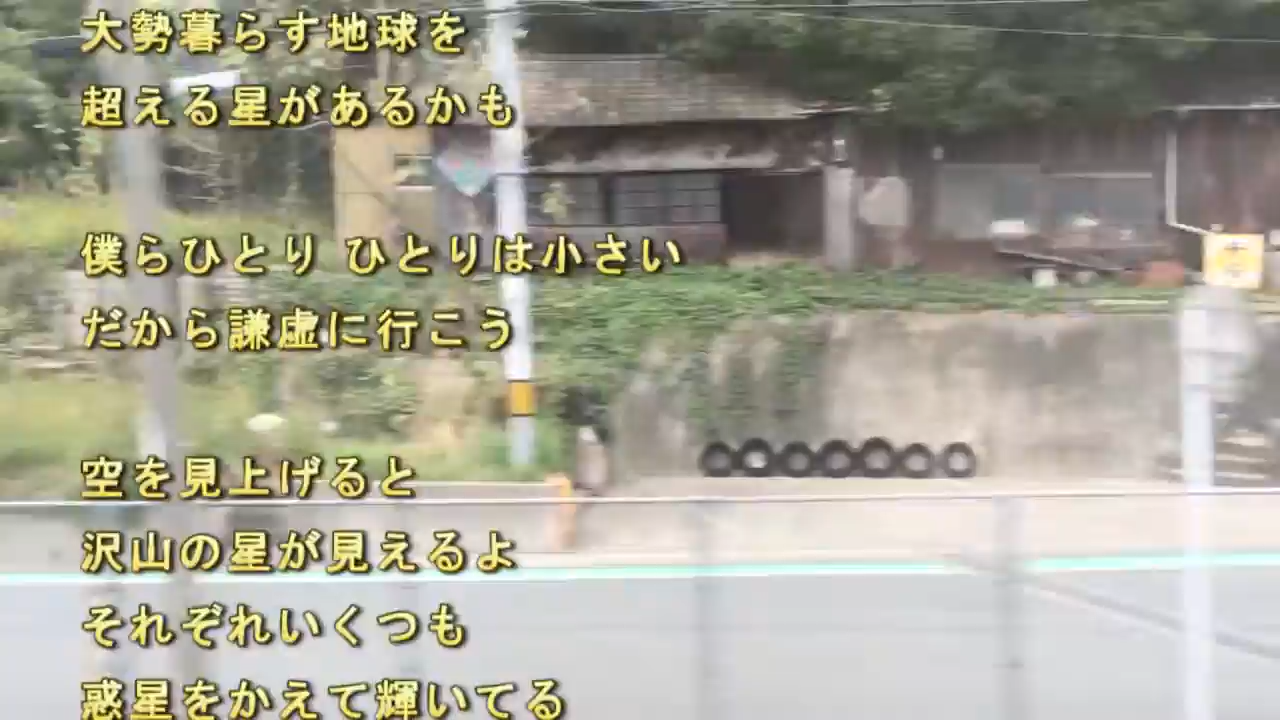 大勢暮らす地球を
超える星があるかも
僕らひとり ひとりは小さい
だから謙虚に行こう
空を見上げると
沢山の星が見えるよ
それぞれいくつも
惑星をかえて輝いてる